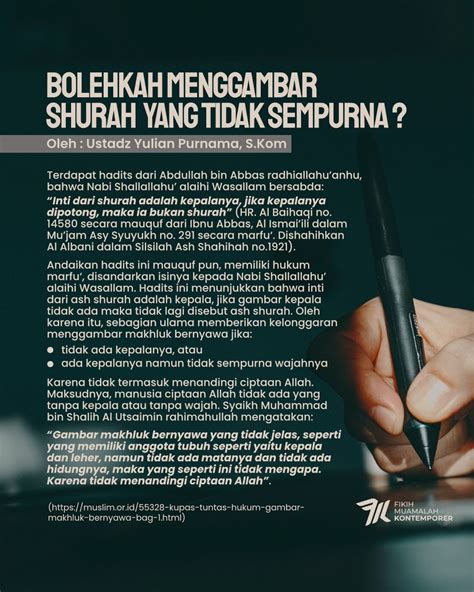 BOLEHKAH MENGGAMBAR
SHURAH YANG TIDAK SEMPURNA ?
Oleh : Ustadz Yulian Purnama, S.Kom
Terdapat hadits dari Abdullah bin Abbas radhiallahu'anhu,
bahwa Nabi Shallallahu' alaihi Wasallam bersabda:
"Inti dari shurah adalah kepalanya, jika kepalanya
dipotong, maka ia bukan shurah" (HR. Al Baihaqi no.
14580 secara mauquf dari Ibnu Abbas, Al Ismai'ili dalam
Mu'jam Asy Syuyukh no. 291 secara marfu'. Dishahihkan
Al Albani dalam Silsilah Ash Shahihah no.1921).
Andaikan hadits ini mauquf pun, memiliki hukum
marfu', disandarkan isinya kepada Nabi Shallallahu'
alaihi Wasallam. Hadits ini menunjukkan bahwa inti
dari ash shurah adalah kepala, jika gambar kepala
tidak ada maka tidak lagi disebut ash shurah. Oleh
karena itu, sebagian ulama memberikan kelonggaran
menggambar makhluk bernyawa jika:
• tidak ada kepalanya, atau
• ada kepalanya namun tidak sempurna wajahnya
Karena tidak termasuk menandingi ciptaan Allah.
Maksudnya, manusia ciptaan Allah tidak ada yang
tanpa kepala atau tanpa wajah. Syaikh Muhammad
bin Shalih Al Utsaimin rahimahullah mengatakan:
"Gambar makhluk bernyawa yang tidak jelas, seperti
yang memiliki anggota tubuh seperti yaitu kepala
dan leher, namun tidak ada matanya dan tidak ada
hidungnya, maka yang seperti ini tidak mengapa.
Karena tidak menandingi ciptaan Allah".
(https://muslim.or.id/55328-kupas-tuntas-hukum-gambar-
makhluk-bernyawa-bag-1.html)
FIKIH
MUAMALAH
KONTEMPORER